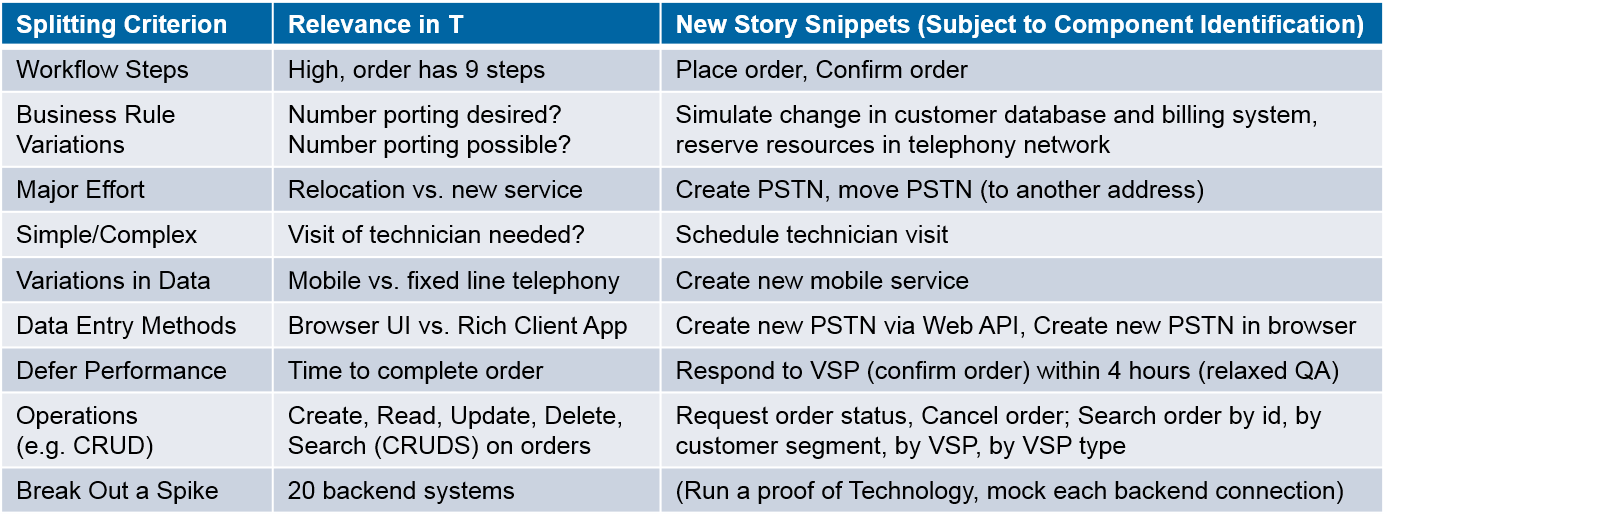 Splitting Criterion Relevance in T New Story Snippets (Subject to Component Identification)
Workflow Steps High, order has 9 steps Place order, Confirm order
Business Rule Number porting desired? Simulate change in customer database and billing system,
Variations Number porting possible? reserve resources in telephony network
Major Effort Relocation vs. new service Create PSTN, move PSTN (to another address)
Simple/Complex Visit of technician needed? Schedule technician visit
Variations in Data Mobile vs. fixed line telephony Create new mobile service
Data Entry Methods Browser UI vs. Rich Client App Create new PSTN via Web API, Create new PSTN in browser
Defer Performance Time to complete order Respond to VSP (confirm order) within 4 hours (relaxed QA)
Operations Create, Read, Update, Delete, Request order status, Cancel order; Search order by id, by
(e.g. CRUD) Search (CRUDS) on orders customer segment, by VSP, by VSP type
Break Out a Spike 20 backend systems (Run a proof of Technology, mock each backend connection)